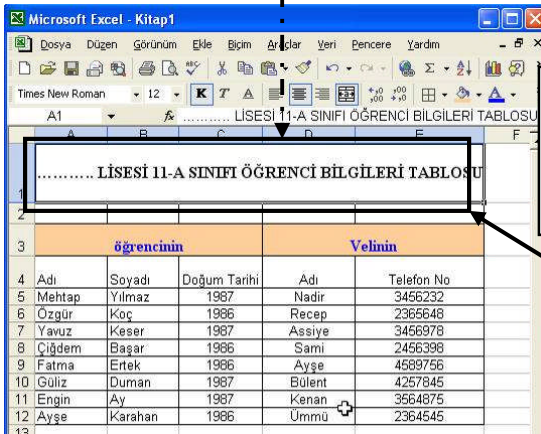 Microsoft Excel - Kitap1
Dosya Düzen Görünüm Ekle Biçim Araçlar Veri Pencere Yardım
Times New Roman 12 K T A
A1 fx ........... LİSESİ 11-A SINIFI ÖĞRENCİ BİLGİLERİ TABLOSU
A B C D E F
1 ........... LİSESİ 11-A SINIFI ÖĞRENCİ BİLGİLERİ TABLOSU
2
3 öğrencinin Velinin
4 Adı Soyadı Doğum Tarihi Adı Telefon No
5 Mehtap Yılmaz 1987 Nadir 3456232
6 Özgür Koç 1986 Recep 2365648
7 Yavuz Keser 1987 Assiye 3456978
8 Çiğdem Başar 1986 Sami 2456398
9 Fatma Ertek 1986 Ayşe 4589756
10 Güliz Duman 1987 Bülent 4257845
11 Engin Ay 1987 Kenan 3564875
12 Ayşe Karahan 1986 Ümmü 2364545
13